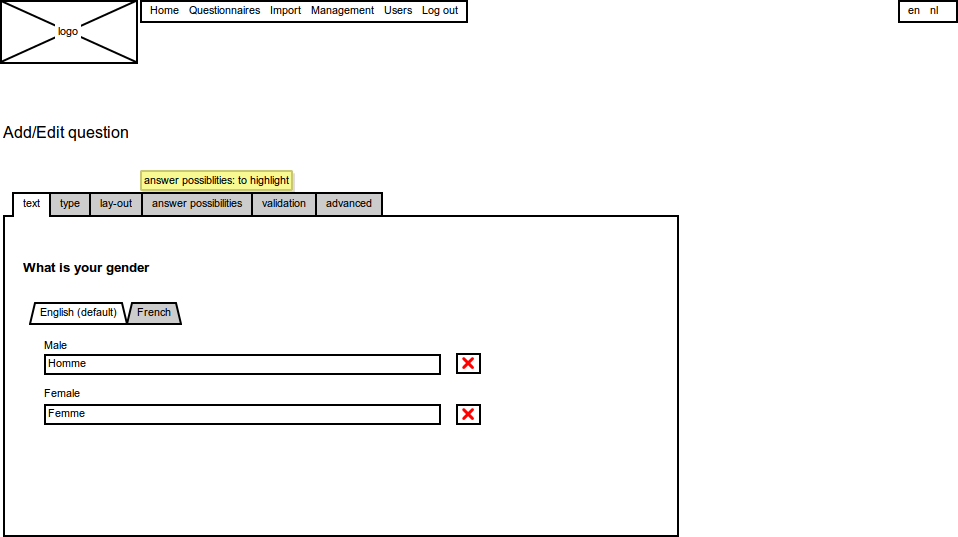 logo
Home Questionnaires Import Management Users Log out
en nl
Add/Edit question
answer possiblities: to highlight
text type lay-out answer possibilities validation advanced
What is your gender
English (default) French
Male
Homme
Female
Femme